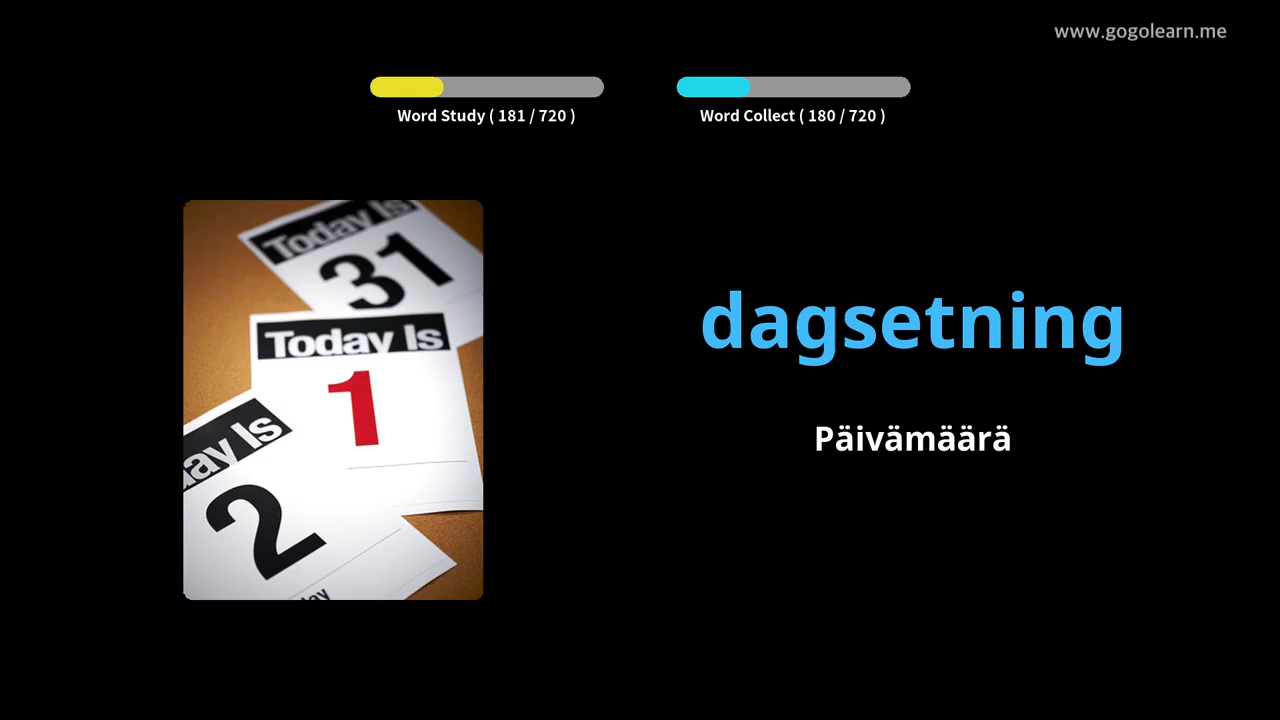 www.gogolearn.me
Word Study ( 181 / 720 )
Word Collect ( 180 / 720 )
Today Is
31
Today Is
1
day Is
2
dagsetning
Päivämäärä